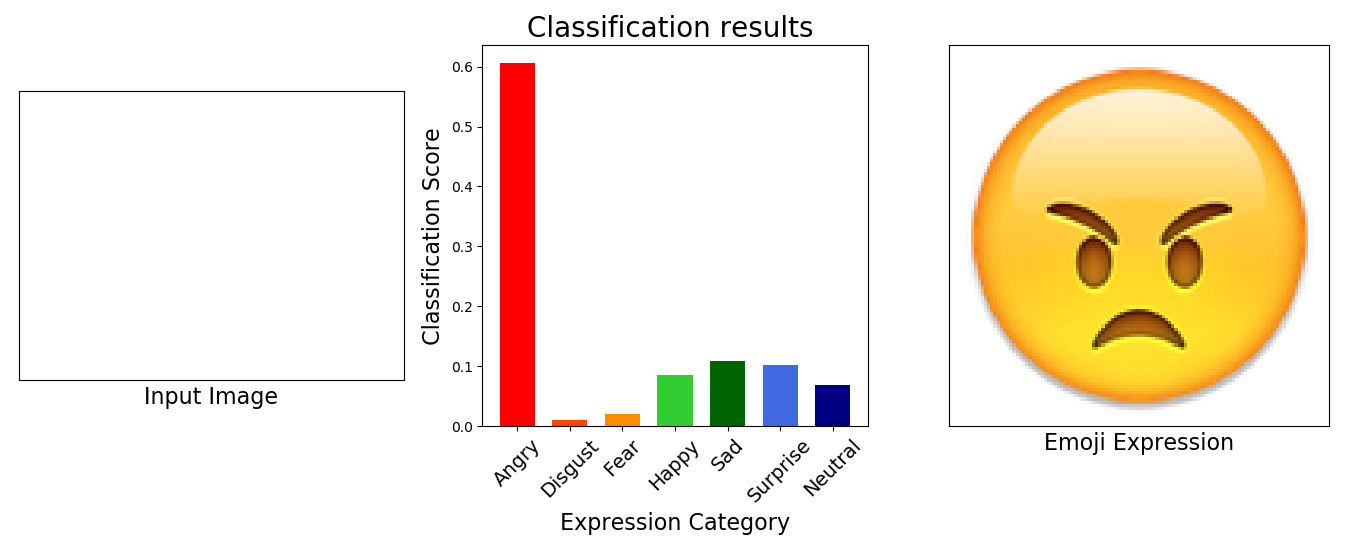 Classification results
Classification Score
0.6
0.5
0.4
0.3
0.2
0.1
0.0
Angry
Disgust
Fear
Happy
Sad
Surprise
Neutral
Expression Category
Input Image
Emoji Expression